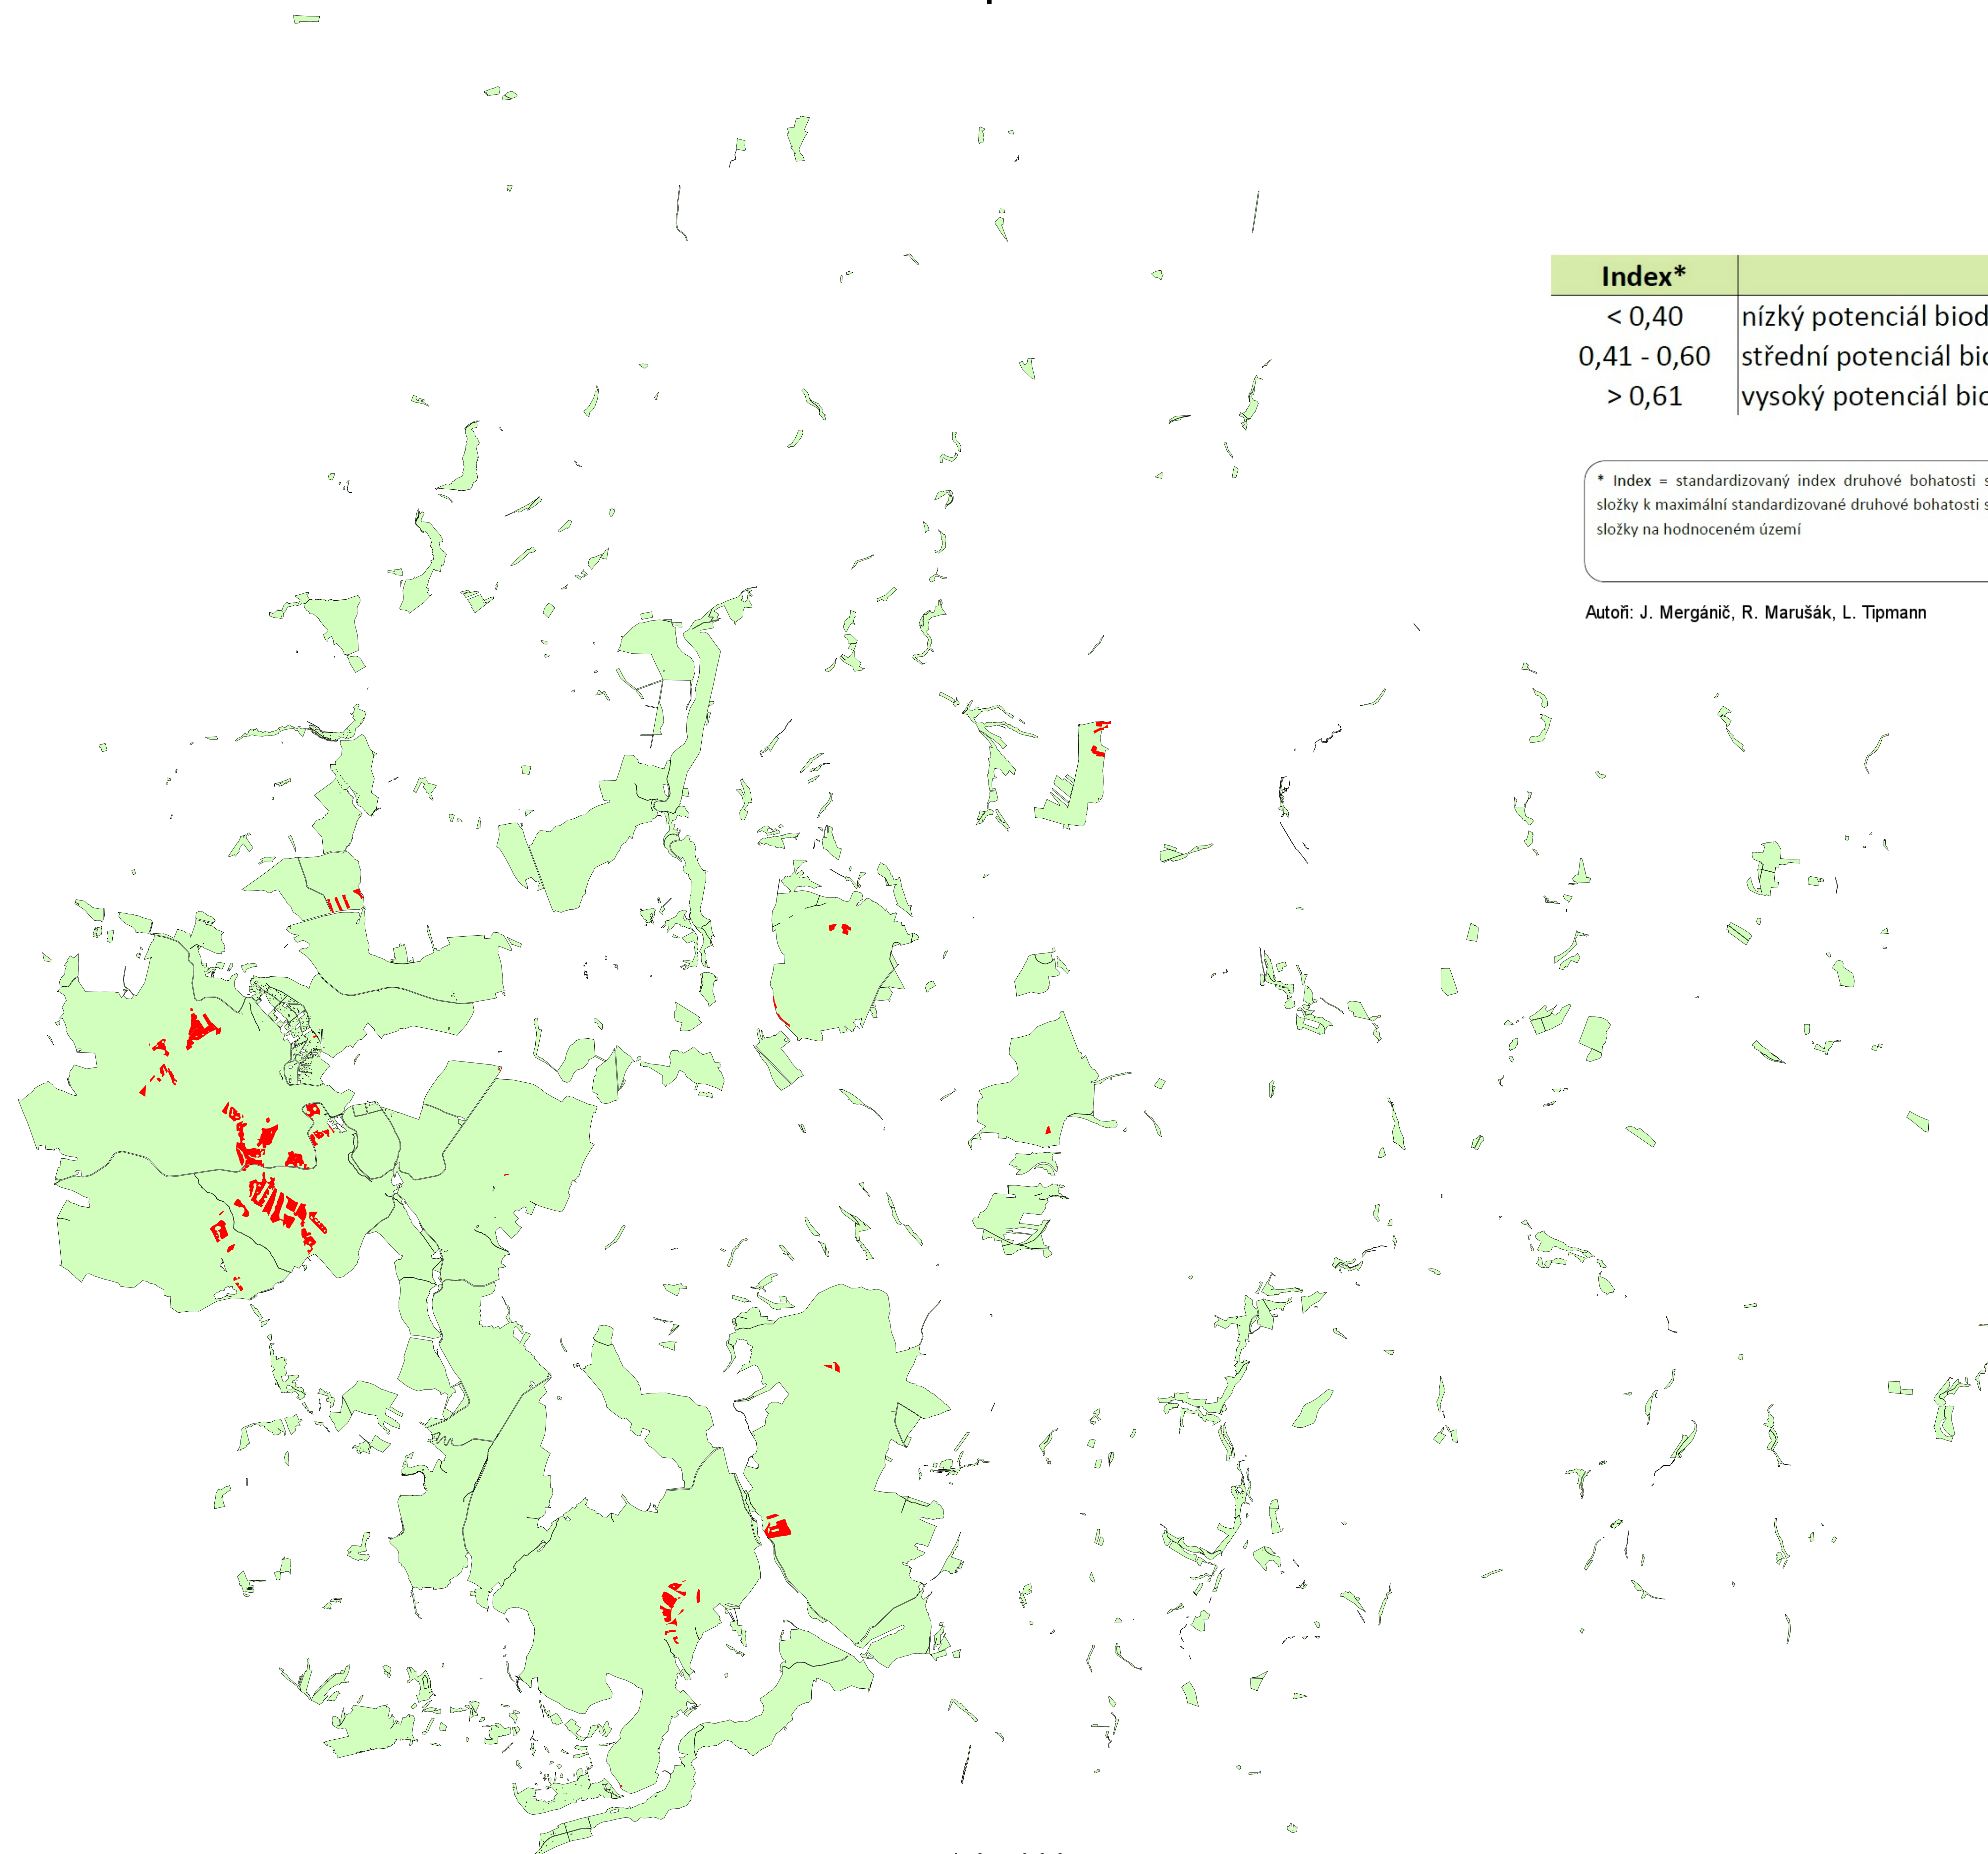 Index*
< 0,40 nízký potenciál biod
0,41 - 0,60 střední potenciál bio
> 0,61 vysoký potenciál bio
* Index = standardizovaný index druhové bohatosti s
složky k maximální standardizované druhové bohatosti s
složky na hodnoceném území
Autoři: J. Mergánič, R. Marušák, L. Tipmann